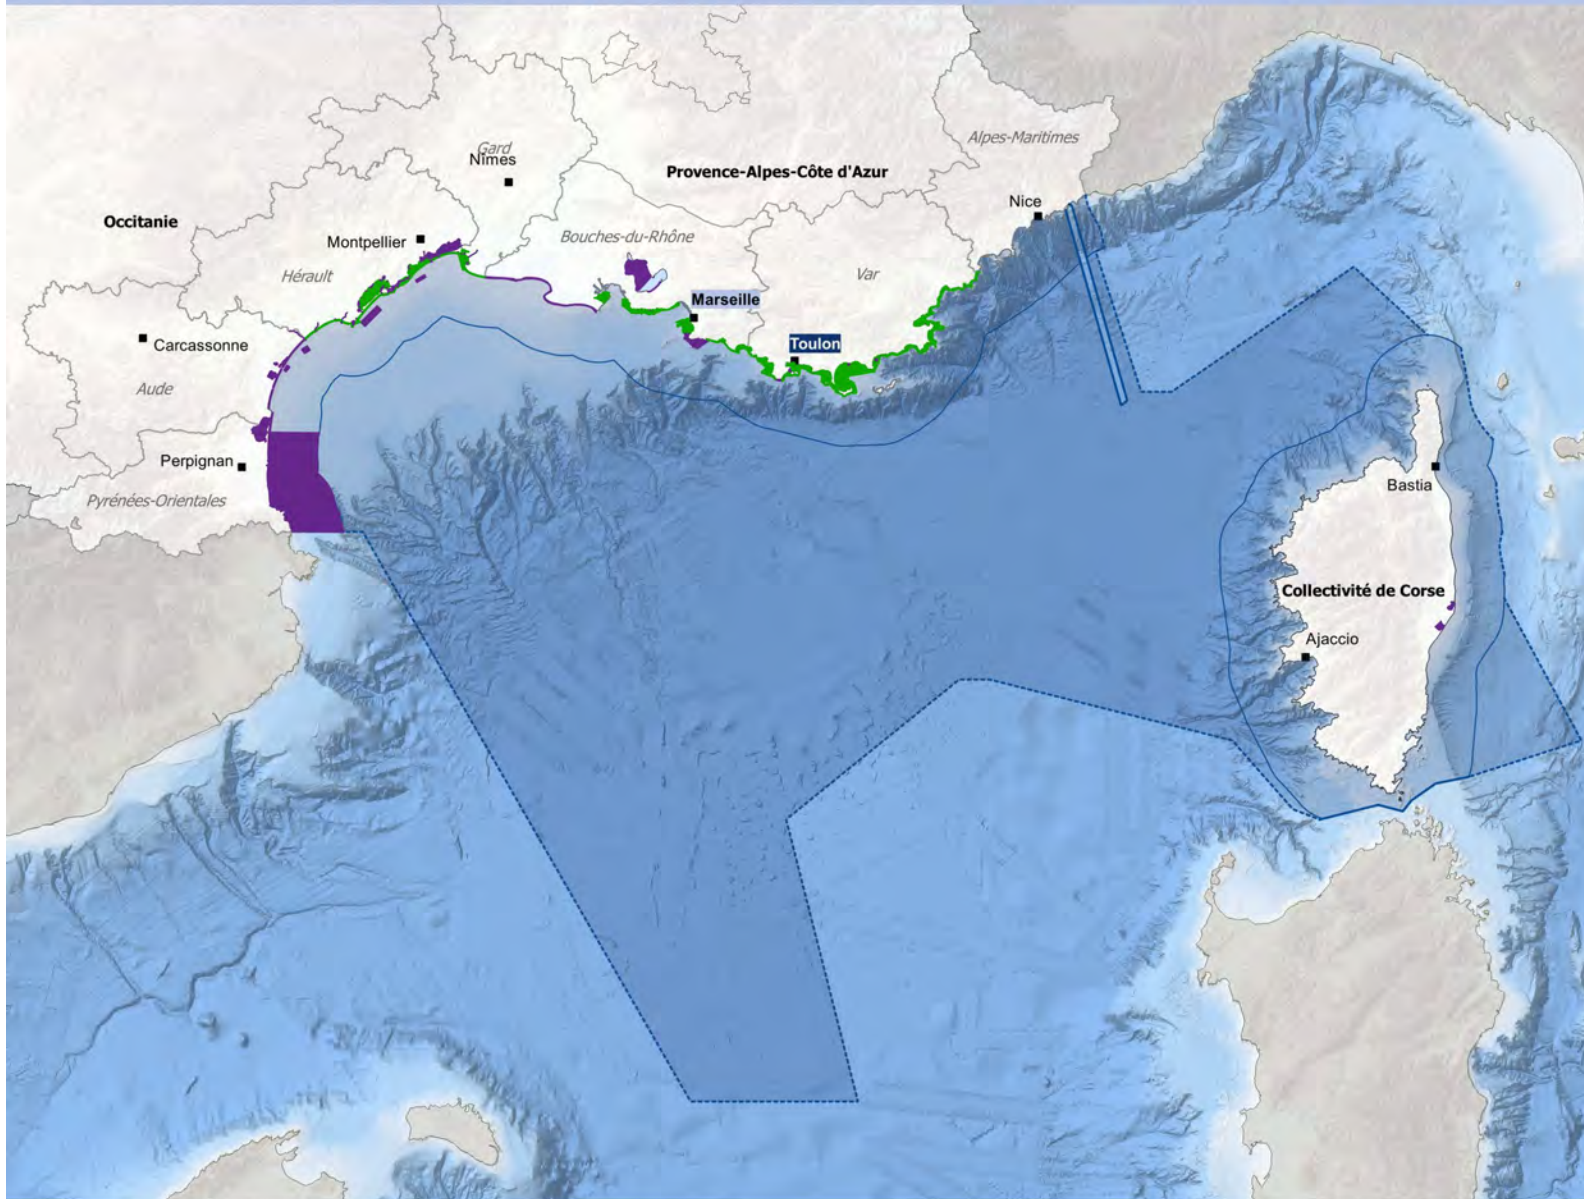 Alpes-Maritimes
Gard
Nîmes
Provence-Alpes-Côte d'Azur
Nice
Occitanie
Montpellier
Bouches-du-Rhône
Hérault
Var
Marseille
Carcassonne
Toulon
Aude
Perpignan
Bastia
Pyrénées-Orientales
Collectivité de Corse
Ajaccio